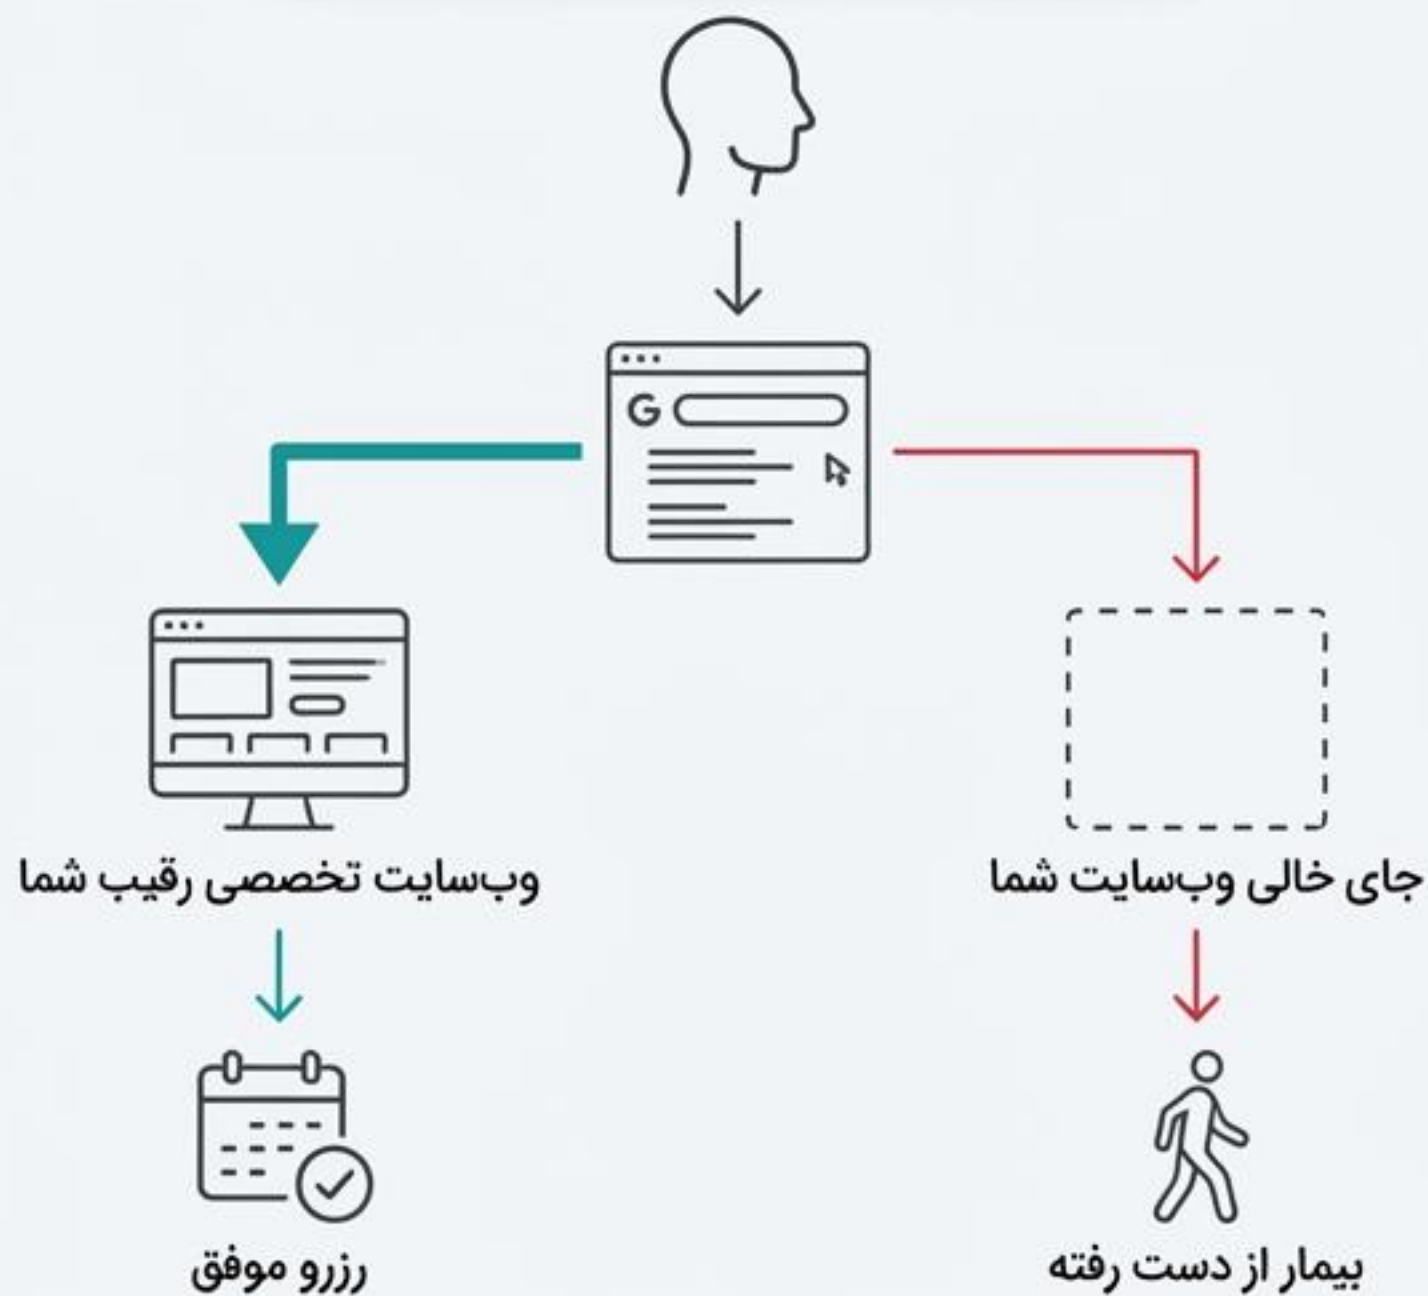 G
جای خالی وب‌سایت شما
وب‌سایت تخصصی رقیب شما
بیمار از دست رفته
رزرو موفق